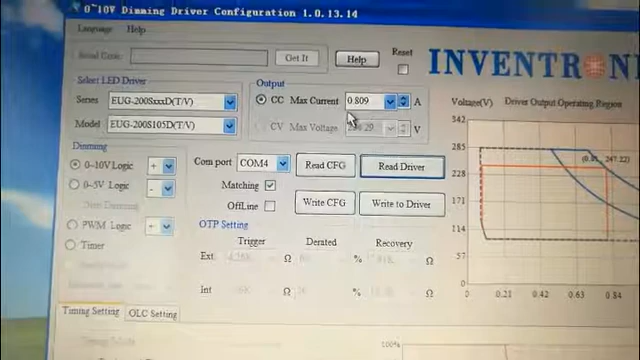 0~10V Dimming Driver Configuration 1.0.13.14
Language Help
Serial Code: Get It Help Reset
INVENTRONI
Select LED Driver
Series EUG-200SxxxD(T/V)
Model EUG-200S105D(T/V)
Output
CC Max Current 0.809 A
CV Max Voltage V
Dimming
0~10V Logic +
0~5V Logic -
PWM Logic +
Timer
Com port COM4 Read CFG Read Driver
Matching
OffLine Write CFG Write to Driver
OTP Setting
Trigger Derated Recovery
Ext Ω % Ω
Int Ω % Ω
Timing Setting OLC Setting
Voltage(V) Driver Output Operating Region
342
285
228
171
114
57
0 0.21 0.42 0.63 0.84
247.22)
100%